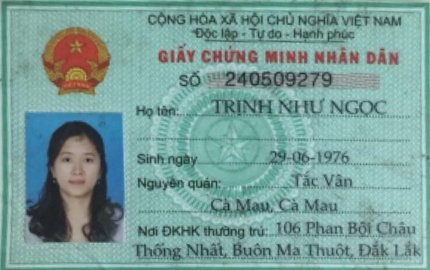 CỘNG HÒA XÃ HỘI CHỦ NGHĨA VIỆT NAM
Độc lập - Tự do - Hạnh phúc
GIẤY CHỨNG MINH NHÂN DÂN
SỐ 240509279
Họ tên: TRỊNH NHƯ NGỌC
Sinh ngày 29-06-1976
Nguyên quán: Tắc Vân
Cà Mau, Cà Mau
Nơi ĐKHK thường trú: 106 Phan Bội Châu
Thống Nhất, Buôn Ma Thuôt, Đắk Lắk